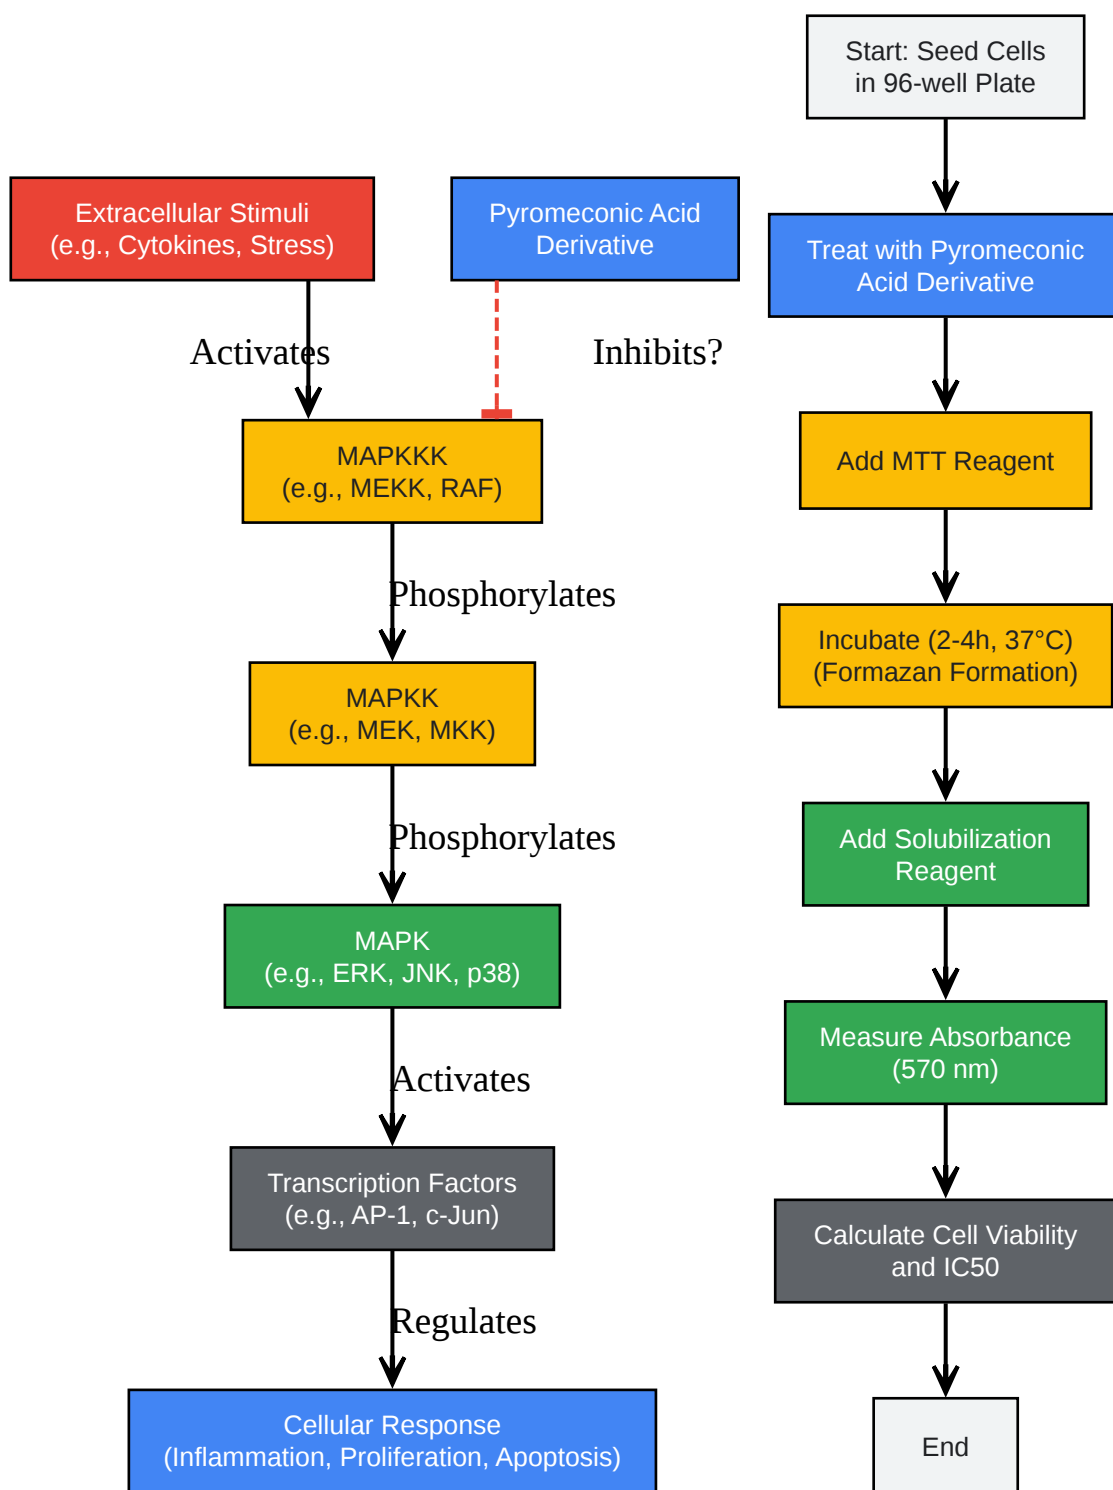 Extracellular Stimuli
(e.g., Cytokines, Stress)
Pyromeconic Acid
Derivative
Activates
Inhibits?
MAPKKK
(e.g., MEKK, RAF)
Phosphorylates
MAPKK
(e.g., MEK, MKK)
Phosphorylates
MAPK
(e.g., ERK, JNK, p38)
Activates
Transcription Factors
(e.g., AP-1, c-Jun)
Regulates
Cellular Response
(Inflammation, Proliferation, Apoptosis)
Start: Seed Cells
in 96-well Plate
Treat with Pyromeconic
Acid Derivative
Add MTT Reagent
Incubate (2-4h, 37°C)
(Formazan Formation)
Add Solubilization
Reagent
Measure Absorbance
(570 nm)
Calculate Cell Viability
and IC50
End